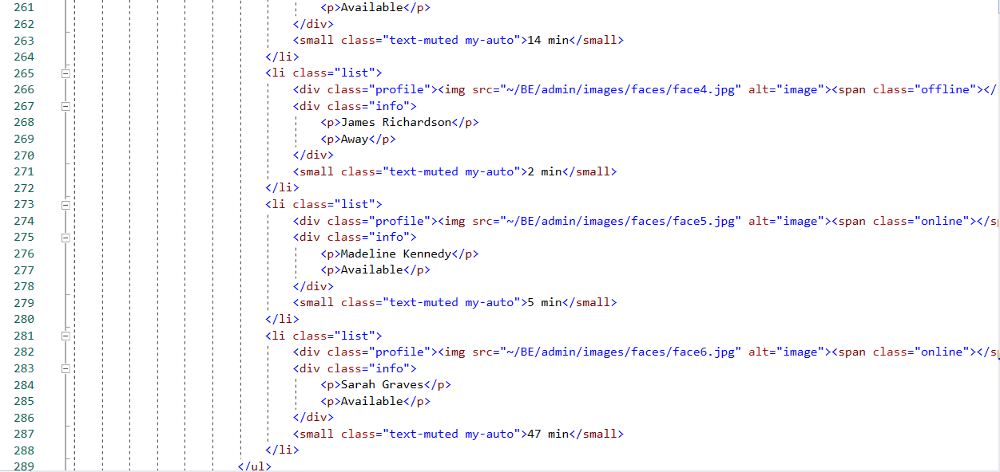 261 <p>Available</p>
262 </div>
263 <small class="text-muted my-auto">14 min</small>
264 </li>
265 <li class="list">
266 <div class="profile"><img src="~/BE/admin/images/faces/face4.jpg" alt="image"><span class="offline"></
267 <div class="info">
268 <p>James Richardson</p>
269 <p>Away</p>
270 </div>
271 <small class="text-muted my-auto">2 min</small>
272 </li>
273 <li class="list">
274 <div class="profile"><img src="~/BE/admin/images/faces/face5.jpg" alt="image"><span class="online"></s
275 <div class="info">
276 <p>Madeline Kennedy</p>
277 <p>Available</p>
278 </div>
279 <small class="text-muted my-auto">5 min</small>
280 </li>
281 <li class="list">
282 <div class="profile"><img src="~/BE/admin/images/faces/face6.jpg" alt="image"><span class="online"></s
283 <div class="info">
284 <p>Sarah Graves</p>
285 <p>Available</p>
286 </div>
287 <small class="text-muted my-auto">47 min</small>
288 </li>
289 </ul>